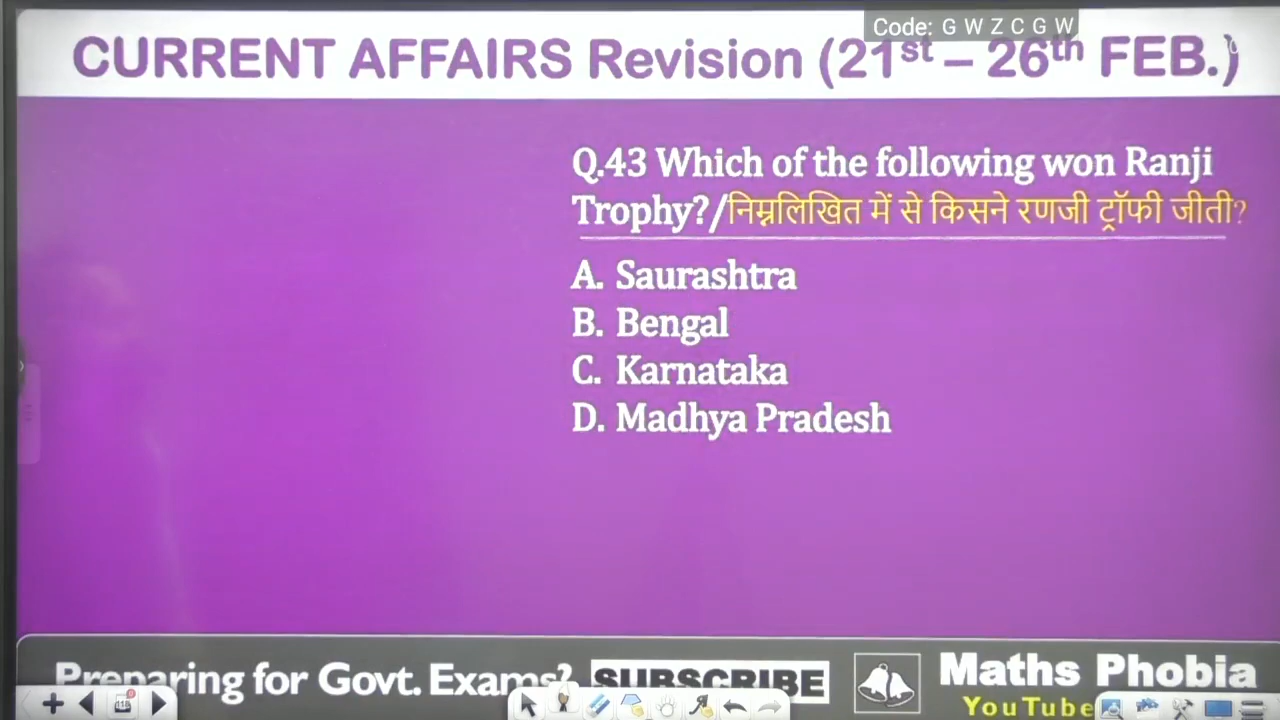 Code: G W Z C G W
CURRENT AFFAIRS Revision (21st – 26th FEB.)
Q.43 Which of the following won Ranji
Trophy?/निम्नलिखित में से किसने रणजी ट्रॉफी जीती?
A. Saurashtra
B. Bengal
C. Karnataka
D. Madhya Pradesh
Preparing for Govt. Exams? SUBSCRIBE
Maths Phobia
YouTube
118